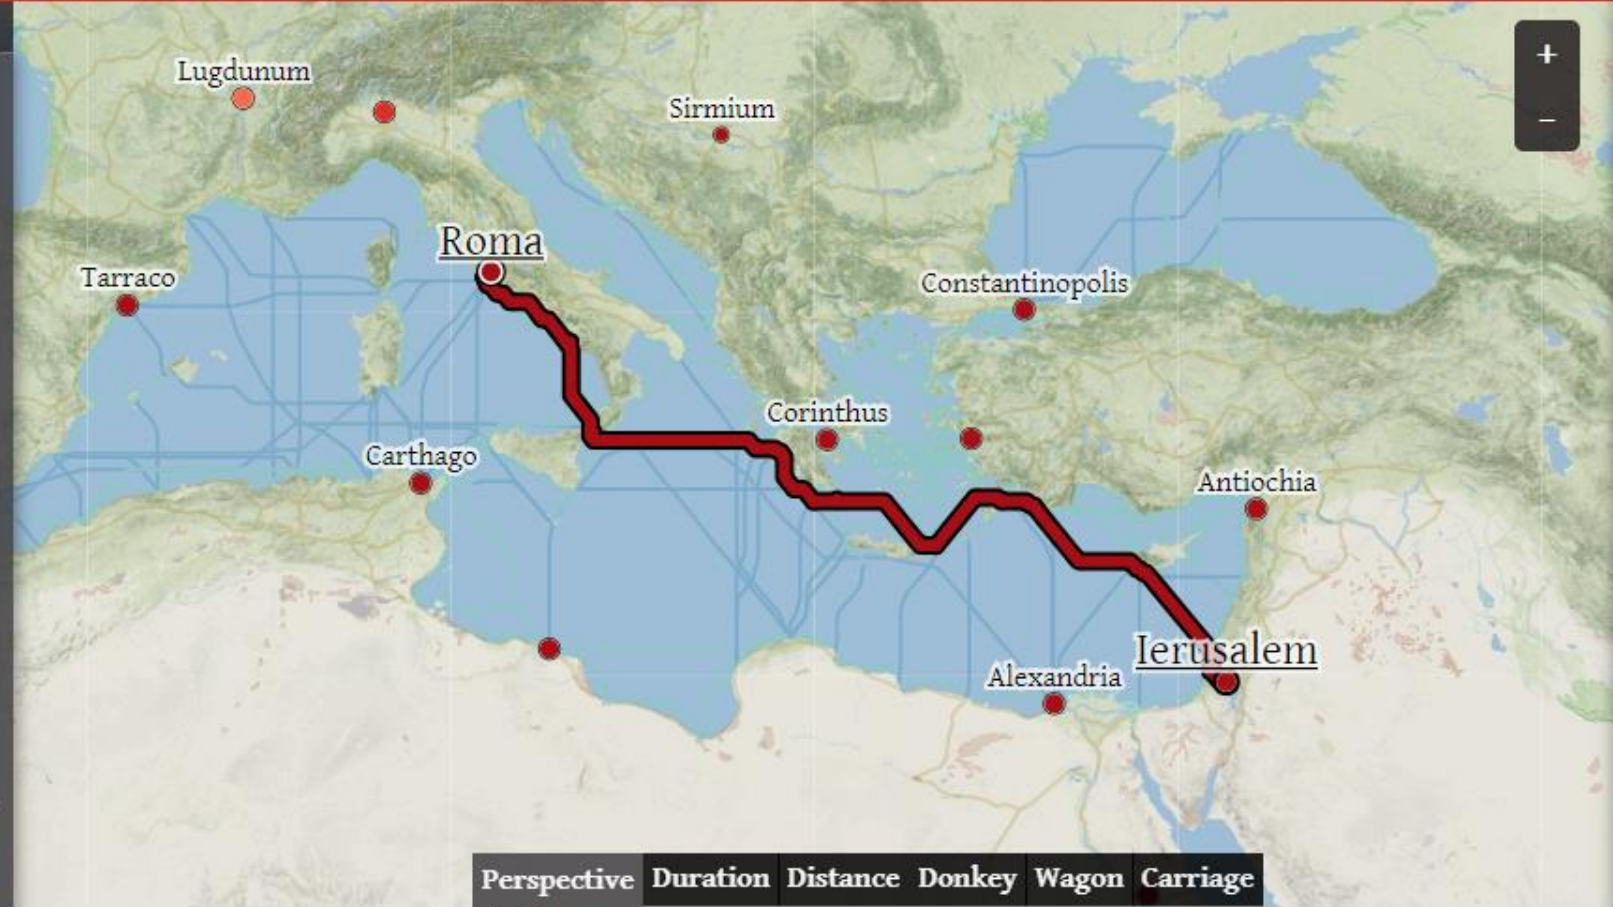 +
−
Lugdunum
Sirmium
Roma
Tarraco
Constantinopolis
Corinthus
Carthago
Antiochia
Ierusalem
Alexandria
Perspective Duration Distance Donkey Wagon Carriage